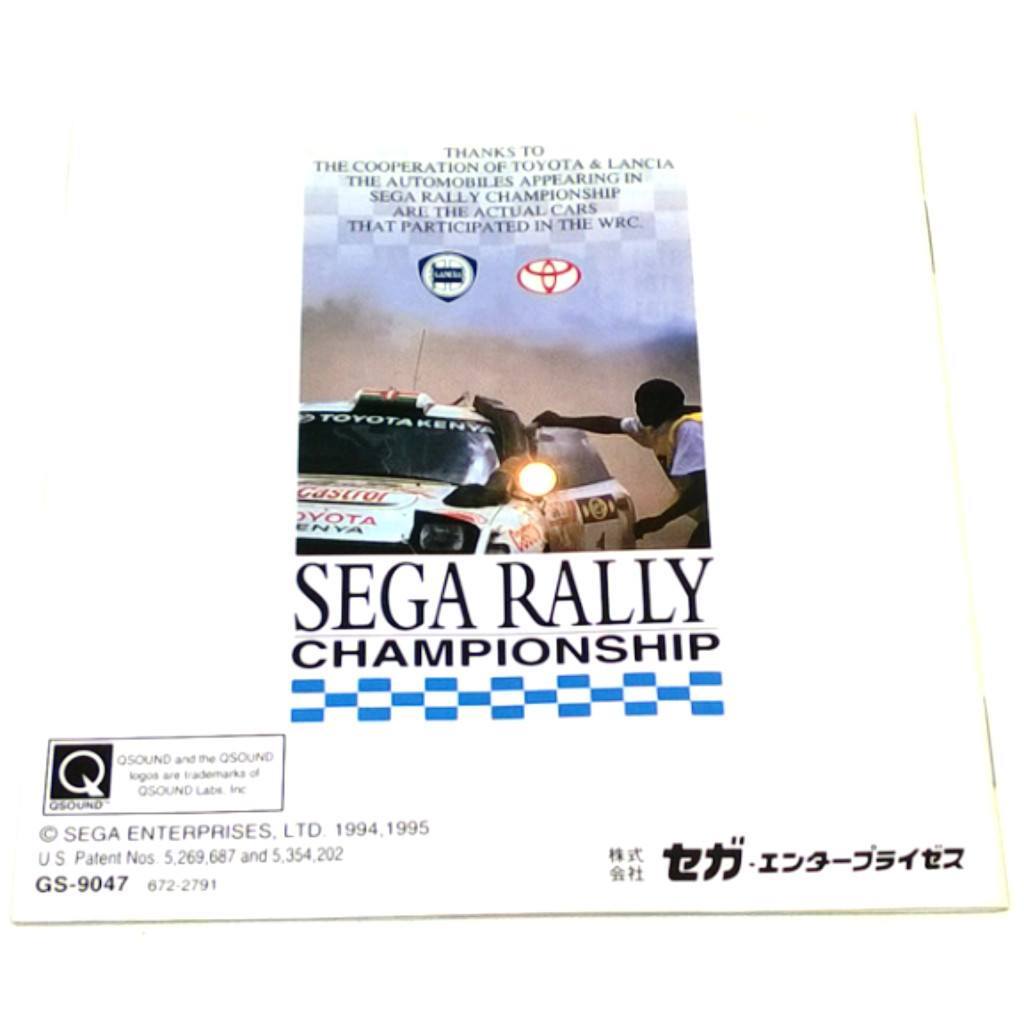 THANKS TO
THE COOPERATION OF TOYOTA & LANCIA
THE AUTOMOBILES APPEARING IN
SEGA RALLY CHAMPIONSHIP
ARE THE ACTUAL CARS
THAT PARTICIPATED IN THE WRC.
LANCIA
TOYOTA KENYA
Castrol
OYOTA
ENYA
SEGA RALLY
CHAMPIONSHIP
Q
QSOUND™
QSOUND and the QSOUND
logos are trademarks of
QSOUND Labs, Inc
© SEGA ENTERPRISES, LTD. 1994,1995
U.S. Patent Nos. 5,269,687 and 5,354,202
GS-9047 672-2791
株式会社 セガ・エンタープライゼス